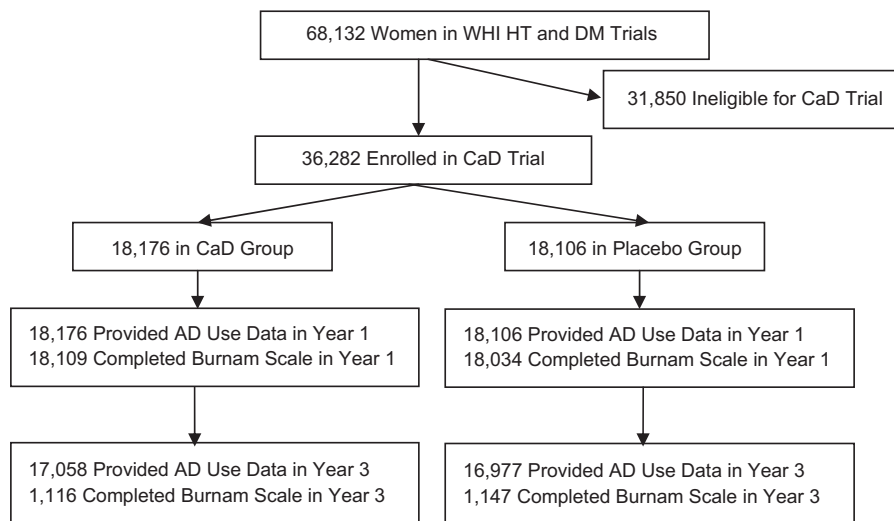 68,132 Women in WHI HT and DM Trials
31,850 Ineligible for CaD Trial
36,282 Enrolled in CaD Trial
18,176 in CaD Group
18,106 in Placebo Group
18,176 Provided AD Use Data in Year 1
18,109 Completed Burnam Scale in Year 1
18,106 Provided AD Use Data in Year 1
18,034 Completed Burnam Scale in Year 1
17,058 Provided AD Use Data in Year 3
1,116 Completed Burnam Scale in Year 3
16,977 Provided AD Use Data in Year 3
1,147 Completed Burnam Scale in Year 3